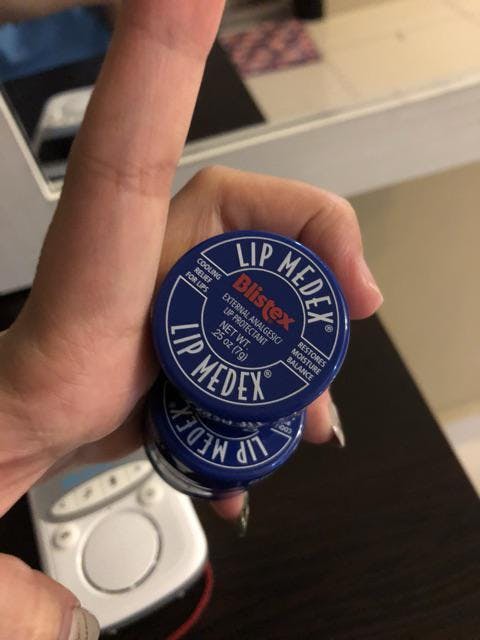 LIP MEDEX®
COOLING
RELIEF
FOR LIPS
Blistex
EXTERNAL ANALGESIC/
LIP PROTECTANT
NET WT.
.25 OZ (7g)
RESTORES
MOISTURE
BALANCE
LIP MEDEX®
LIP MEDEX®